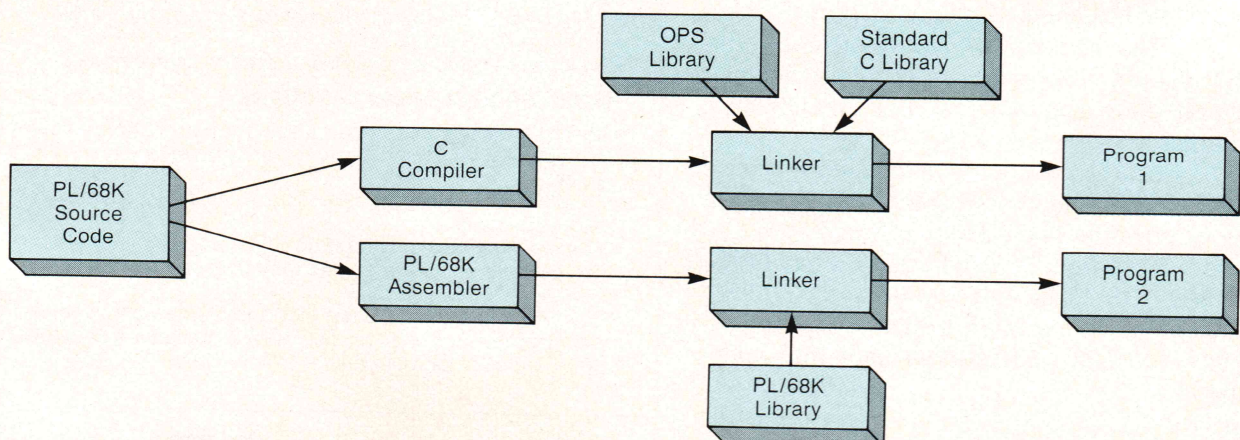 OPS
Library
Standard
C Library
C
Compiler
Linker
Program
1
PL/68K
Source
Code
PL/68K
Assembler
Linker
Program
2
PL/68K
Library